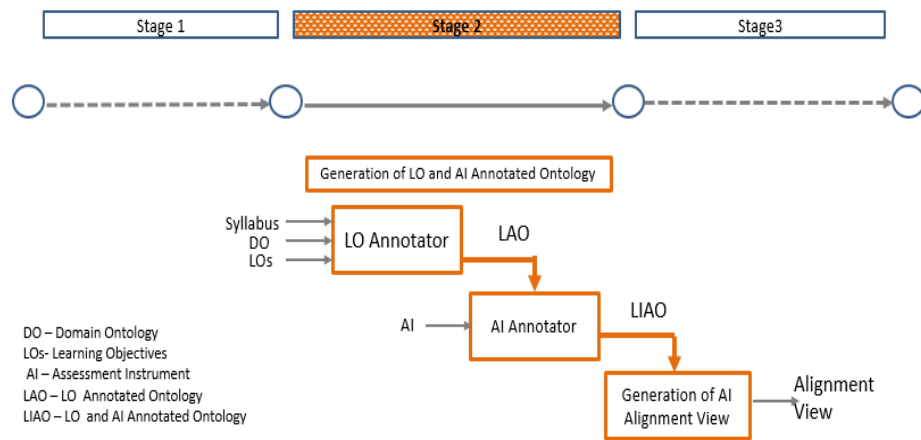 Stage 1
Stage 2
Stage3
Generation of LO and AI Annotated Ontology
Syllabus
DO
LOs
LO Annotator
LAO
AI
AI Annotator
LIAO
Generation of AI
Alignment View
Alignment
View
DO – Domain Ontology
LOs- Learning Objectives
AI – Assessment Instrument
LAO – LO Annotated Ontology
LIAO – LO and AI Annotated Ontology